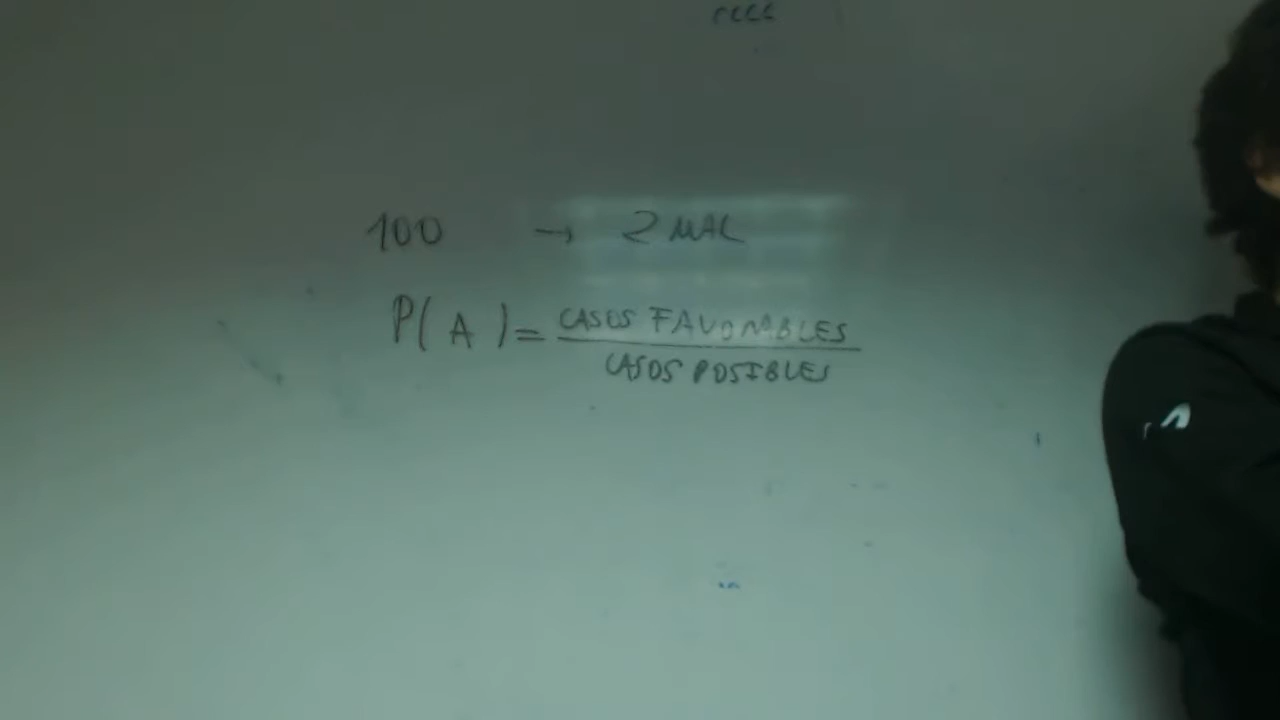 100 → 2 MAL
P(A) = CASOS FAVORABLES
CASOS POSIBLES